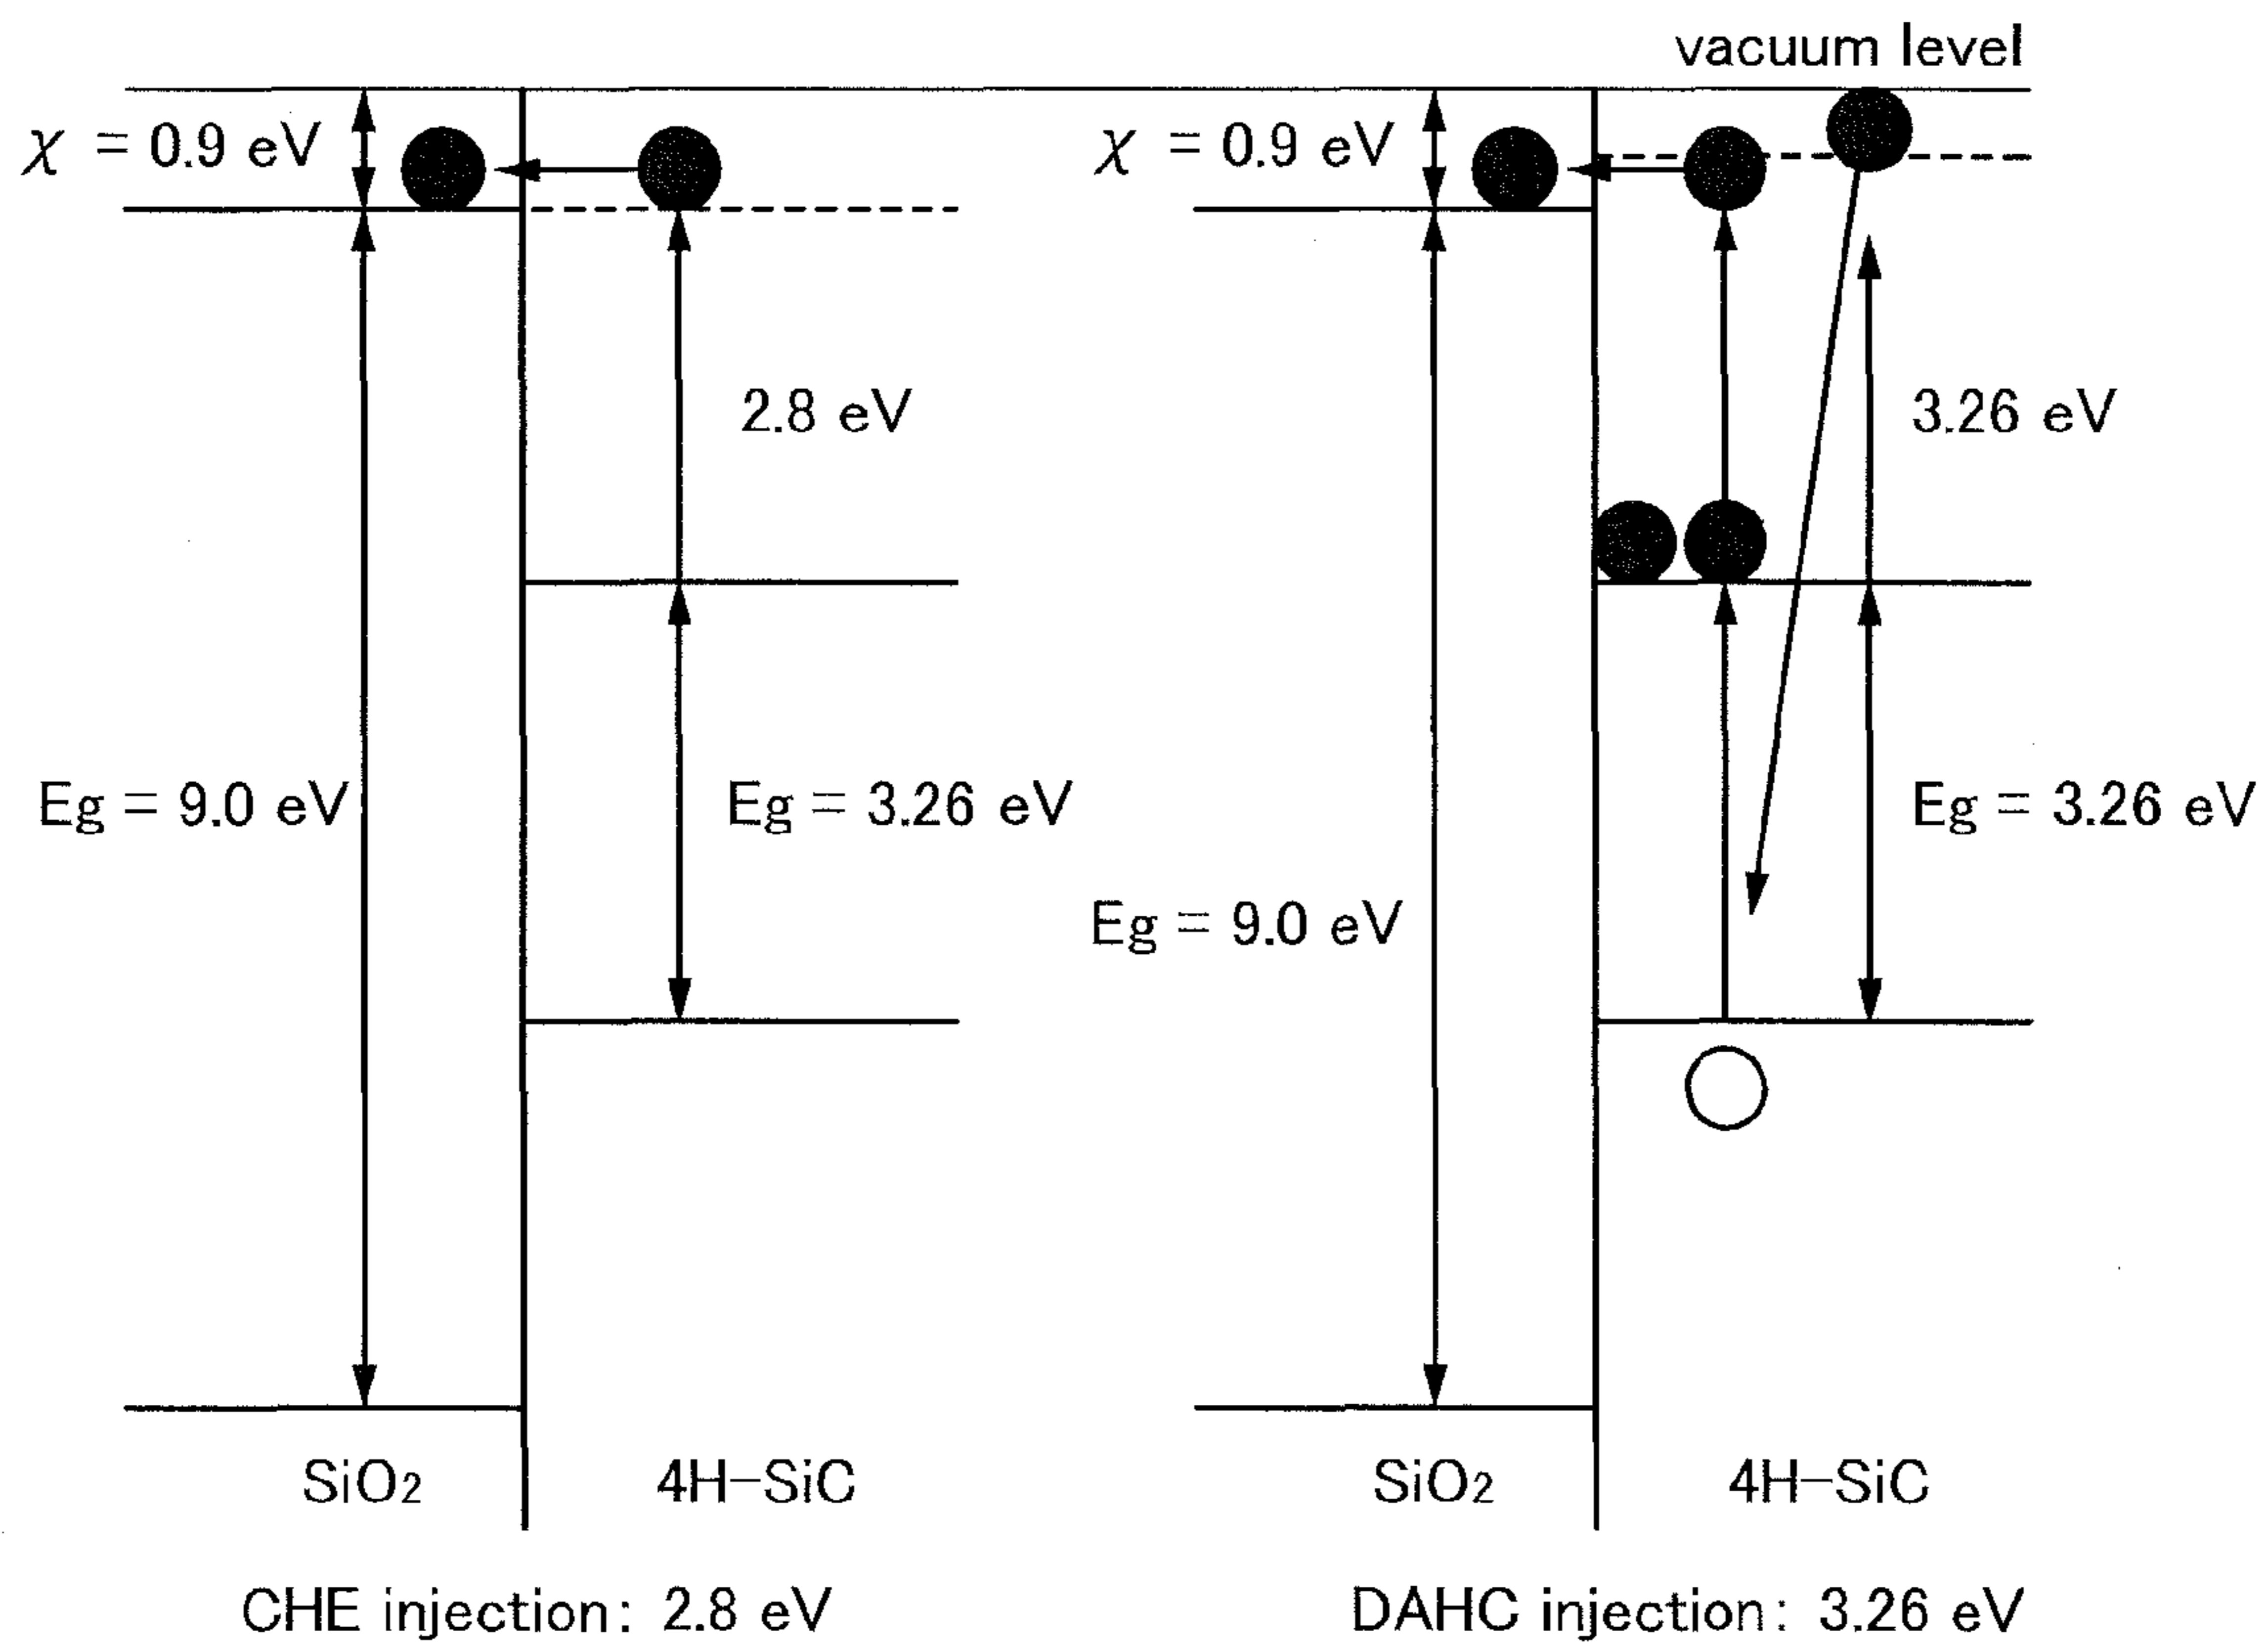 vacuum level
χ = 0.9 eV
χ = 0.9 eV
2.8 eV
3.26 eV
Eg = 9.0 eV
Eg = 3.26 eV
Eg = 3.26 eV
Eg = 9.0 eV
SiO2
4H-SiC
SiO2
4H-SiC
CHE injection: 2.8 eV
DAHC injection: 3.26 eV